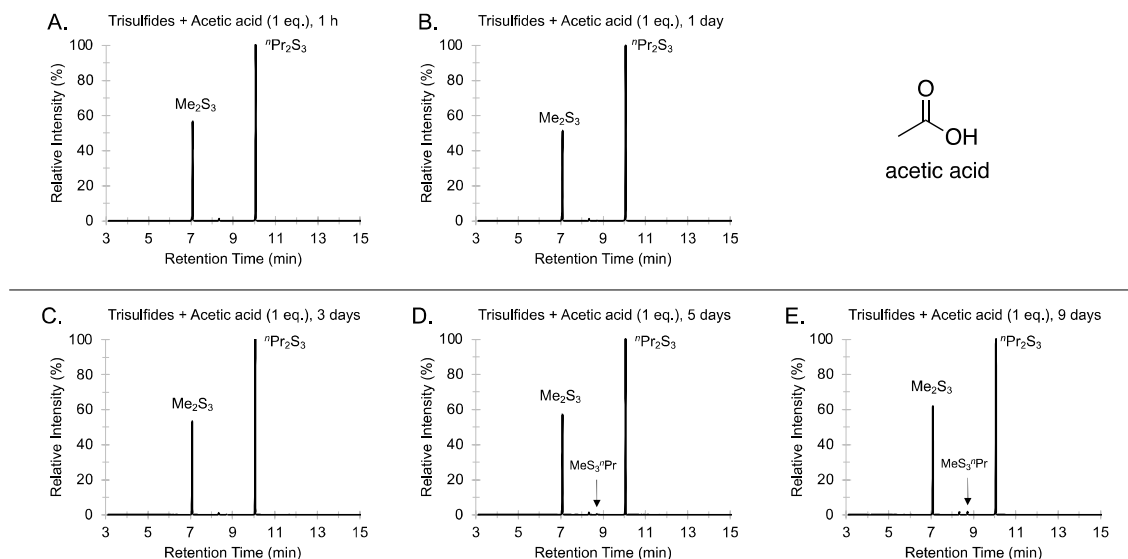 A. Trisulfides + Acetic acid (1 eq.), 1 h
Relative Intensity (%)
100
80
60
40
20
0
Me₂S₃
ⁿPr₂S₃
3 5 7 9 11 13 15
Retention Time (min)
B. Trisulfides + Acetic acid (1 eq.), 1 day
Relative Intensity (%)
100
80
60
40
20
0
Me₂S₃
ⁿPr₂S₃
3 5 7 9 11 13 15
Retention Time (min)
O
OH
acetic acid
C. Trisulfides + Acetic acid (1 eq.), 3 days
Relative Intensity (%)
100
80
60
40
20
0
Me₂S₃
ⁿPr₂S₃
3 5 7 9 11 13 15
Retention Time (min)
D. Trisulfides + Acetic acid (1 eq.), 5 days
Relative Intensity (%)
100
80
60
40
20
0
Me₂S₃
MeS₃ⁿPr
ⁿPr₂S₃
3 5 7 9 11 13 15
Retention Time (min)
E. Trisulfides + Acetic acid (1 eq.), 9 days
Relative Intensity (%)
100
80
60
40
20
0
Me₂S₃
MeS₃ⁿPr
ⁿPr₂S₃
3 5 7 9 11 13 15
Retention Time (min)